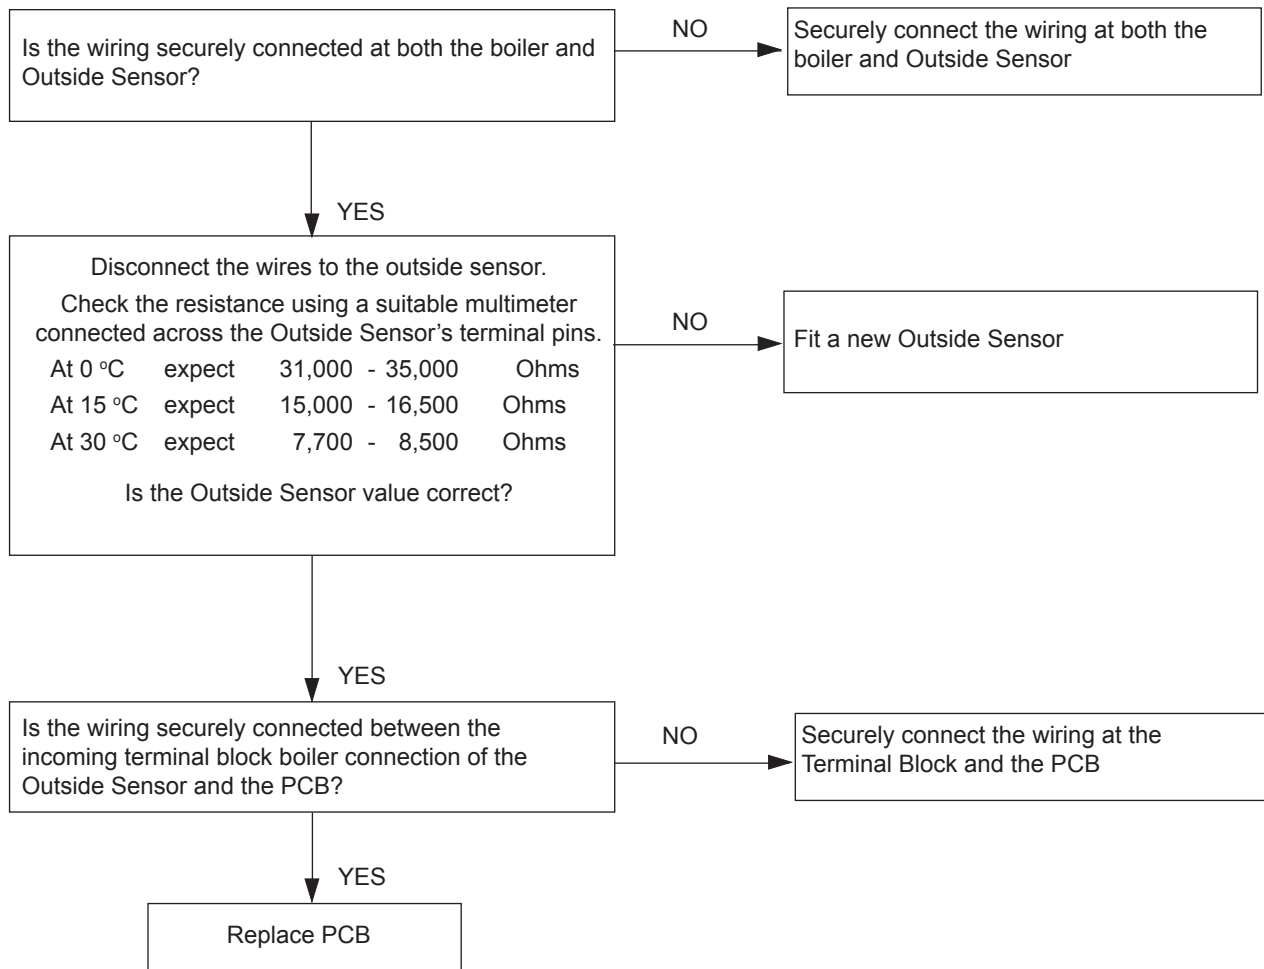 Is the wiring securely connected at both the boiler and
Outside Sensor?
NO
Securely connect the wiring at both the
boiler and Outside Sensor
YES
Disconnect the wires to the outside sensor.
Check the resistance using a suitable multimeter
connected across the Outside Sensor’s terminal pins.
At 0 ºC expect 31,000 - 35,000 Ohms
At 15 ºC expect 15,000 - 16,500 Ohms
At 30 ºC expect 7,700 - 8,500 Ohms
Is the Outside Sensor value correct?
NO
Fit a new Outside Sensor
YES
Is the wiring securely connected between the
incoming terminal block boiler connection of the
Outside Sensor and the PCB?
NO
Securely connect the wiring at the
Terminal Block and the PCB
YES
Replace PCB